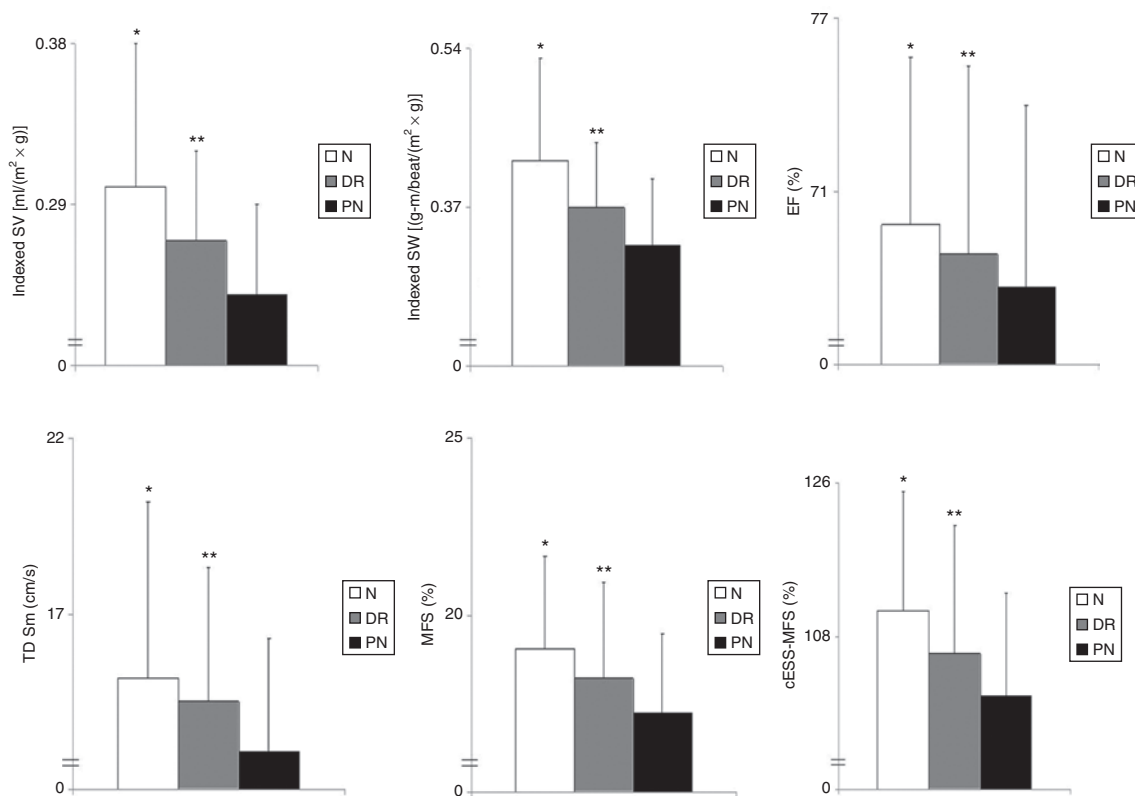 Indexed SV [ml/(m² × g)]
0.38
0.29
0
*
**
N
DR
PN
Indexed SW [(g-m/beat/(m² × g)]
0.54
0.37
0
*
**
N
DR
PN
EF (%)
77
71
0
*
**
N
DR
PN
TD Sm (cm/s)
22
17
0
*
**
N
DR
PN
MFS (%)
25
20
0
*
**
N
DR
PN
cESS-MFS (%)
126
108
0
*
**
N
DR
PN